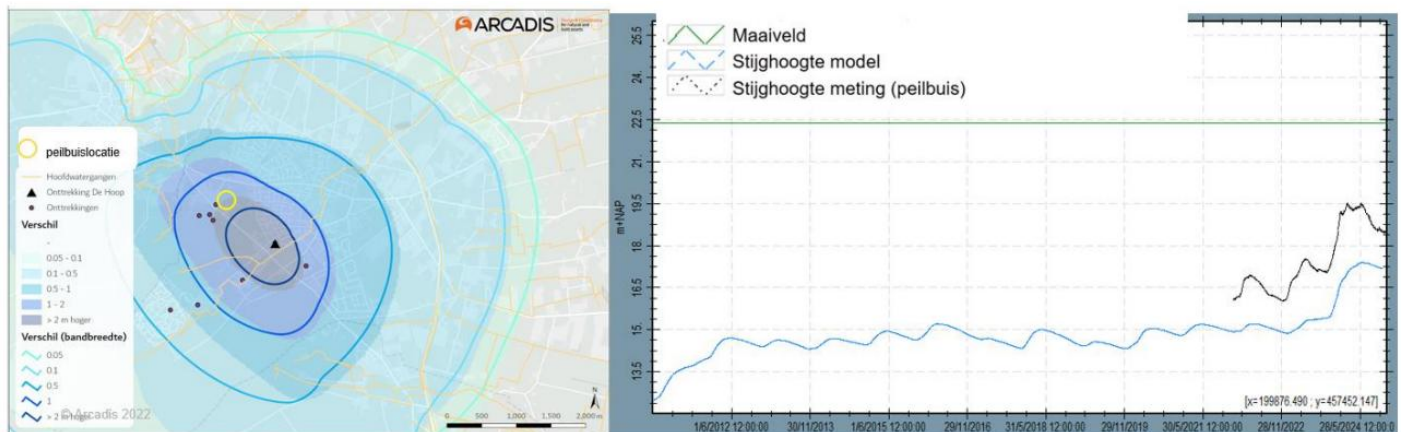 ARCADIS
peilbuislocatie
Hoofdwatergangen
Onttrekking De Hoop
Onttrekkingen
Verschil
-
0.05 - 0.1
0.1 - 0.5
0.5 - 1
1 - 2
> 2 m hoger
Verschil (bandbreedte)
0.05
0.1
0.5
1
> 2 m hoger
© Arcadis 2022
N
0 500 1,000 2,000 m
Maaiveld
Stijghoogte model
Stijghoogte meting (peilbuis)
m+NAP
25.5
24.
22.5
21.
19.5
18.
16.5
15.
13.5
[x=199876.490 ; y=457452.147]
1/6/2012 12:00:00 30/11/2013 1/6/2015 12:00:00 29/11/2016 31/5/2018 12:00:00 29/11/2019 30/5/2021 12:00:00 28/11/2022 28/5/2024 12:00:0